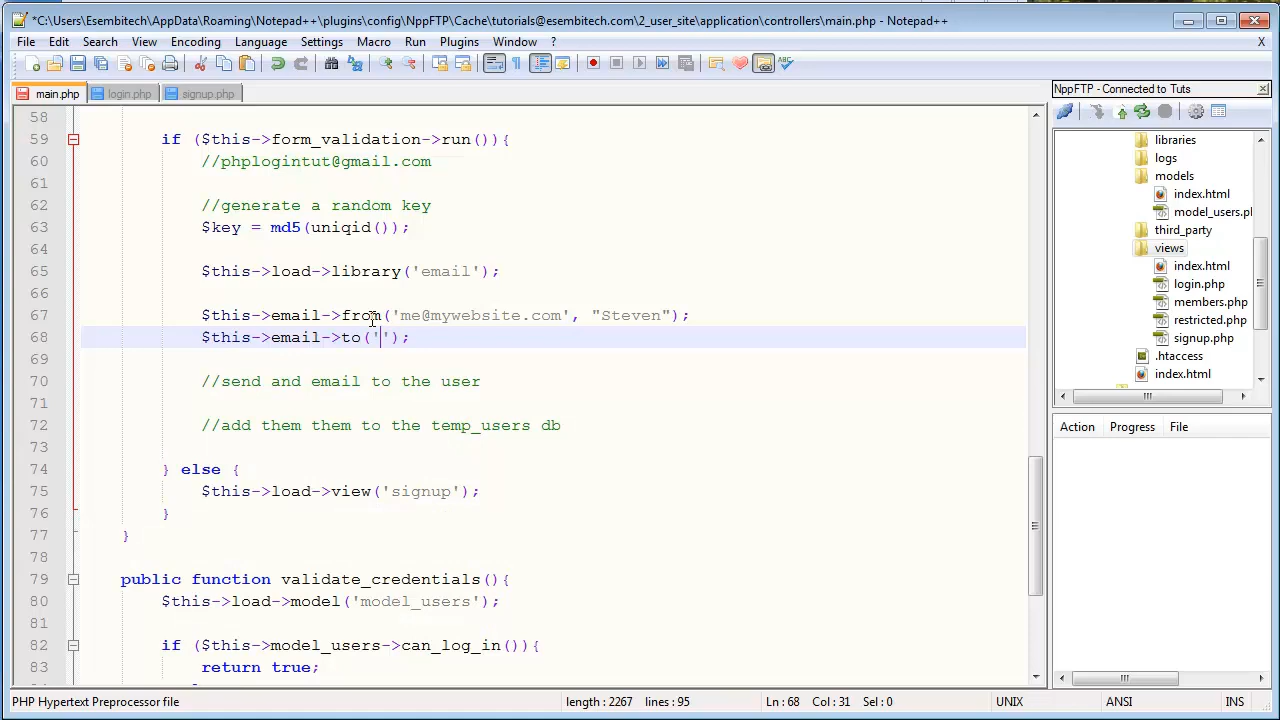 *C:\Users\Esembitech\AppData\Roaming\Notepad++\plugins\config\NppFTP\Cache\tutorials@esembitech.com\2_user_site\application\controllers\main.php - Notepad++
File Edit Search View Encoding Language Settings Macro Run Plugins Window ? X
main.php login.php signup.php
58
59 if ($this->form_validation->run()){
60 //phplogintut@gmail.com
61
62 //generate a random key
63 $key = md5(uniqid());
64
65 $this->load->library('email');
66
67 $this->email->from('me@mywebsite.com', "Steven");
68 $this->email->to('');
69
70 //send and email to the user
71
72 //add them them to the temp_users db
73
74 } else {
75 $this->load->view('signup');
76 }
77 }
78
79 public function validate_credentials(){
80 $this->load->model('model_users');
81
82 if ($this->model_users->can_log_in()){
83 return true;
NppFTP - Connected to Tuts
libraries
logs
models
index.html
model_users.pl
third_party
views
index.html
login.php
members.php
restricted.php
signup.php
.htaccess
index.html
Action Progress File
PHP Hypertext Preprocessor file length : 2267 lines : 95 Ln : 68 Col : 31 Sel : 0 UNIX ANSI INS